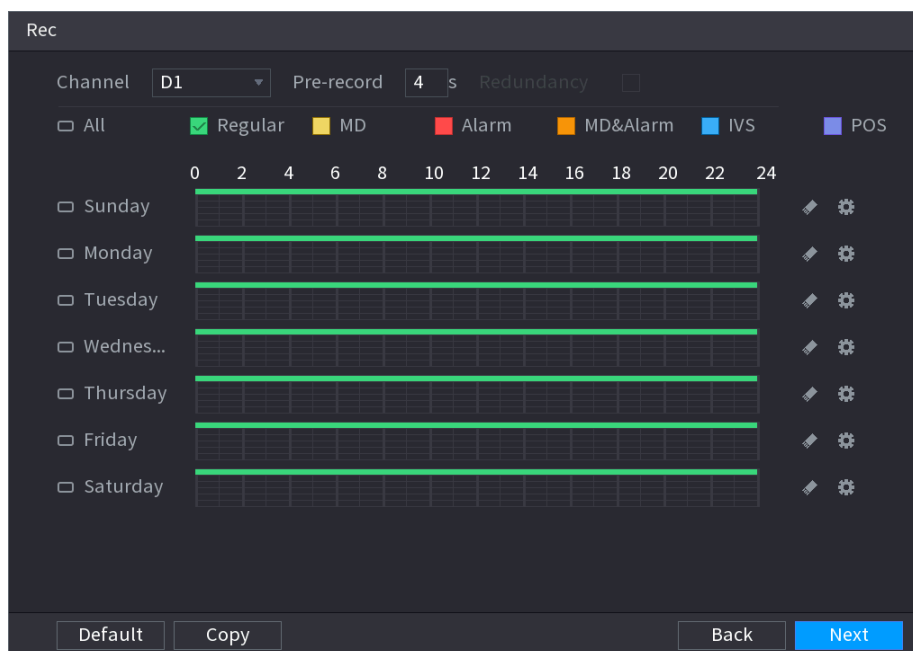 Rec
Channel D1 Pre-record 4 s Redundancy
All Regular MD Alarm MD&Alarm IVS POS
0 2 4 6 8 10 12 14 16 18 20 22 24
Sunday
Monday
Tuesday
Wednes...
Thursday
Friday
Saturday
Default Copy Back Next